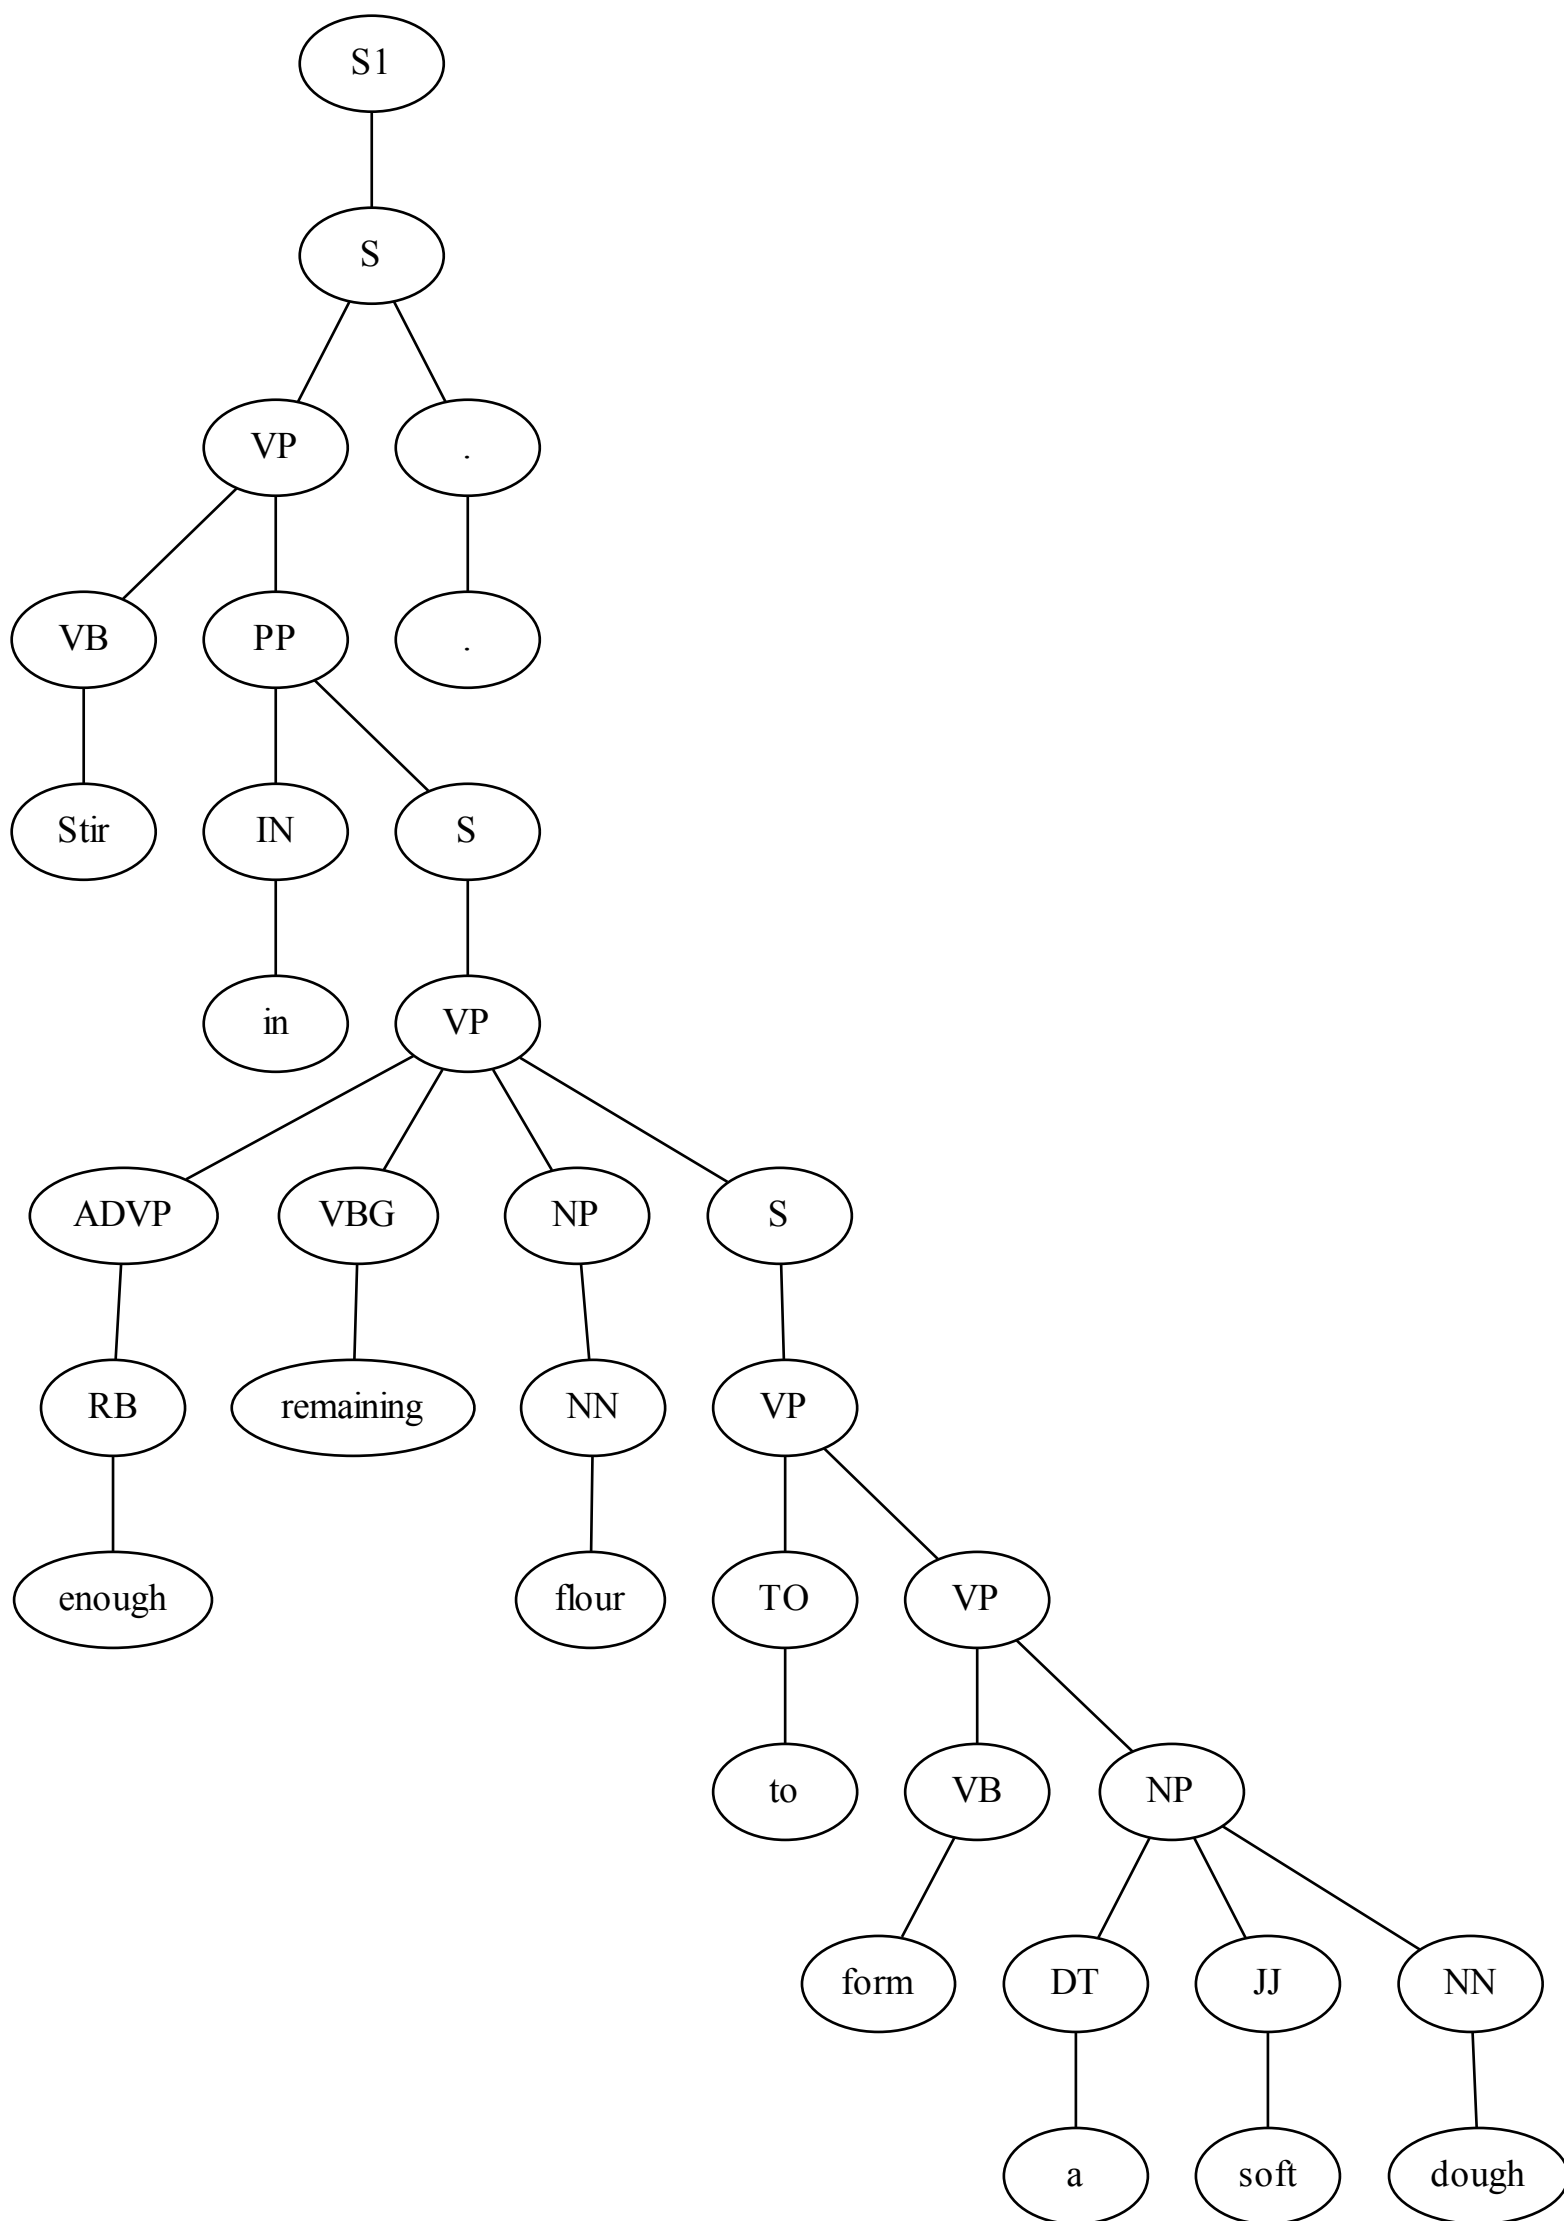 S1
S
VP .
VB PP .
Stir IN S
in VP
ADVP VBG NP S
RB remaining NN VP
enough flour TO VP
to VB NP
form DT JJ NN
a soft dough